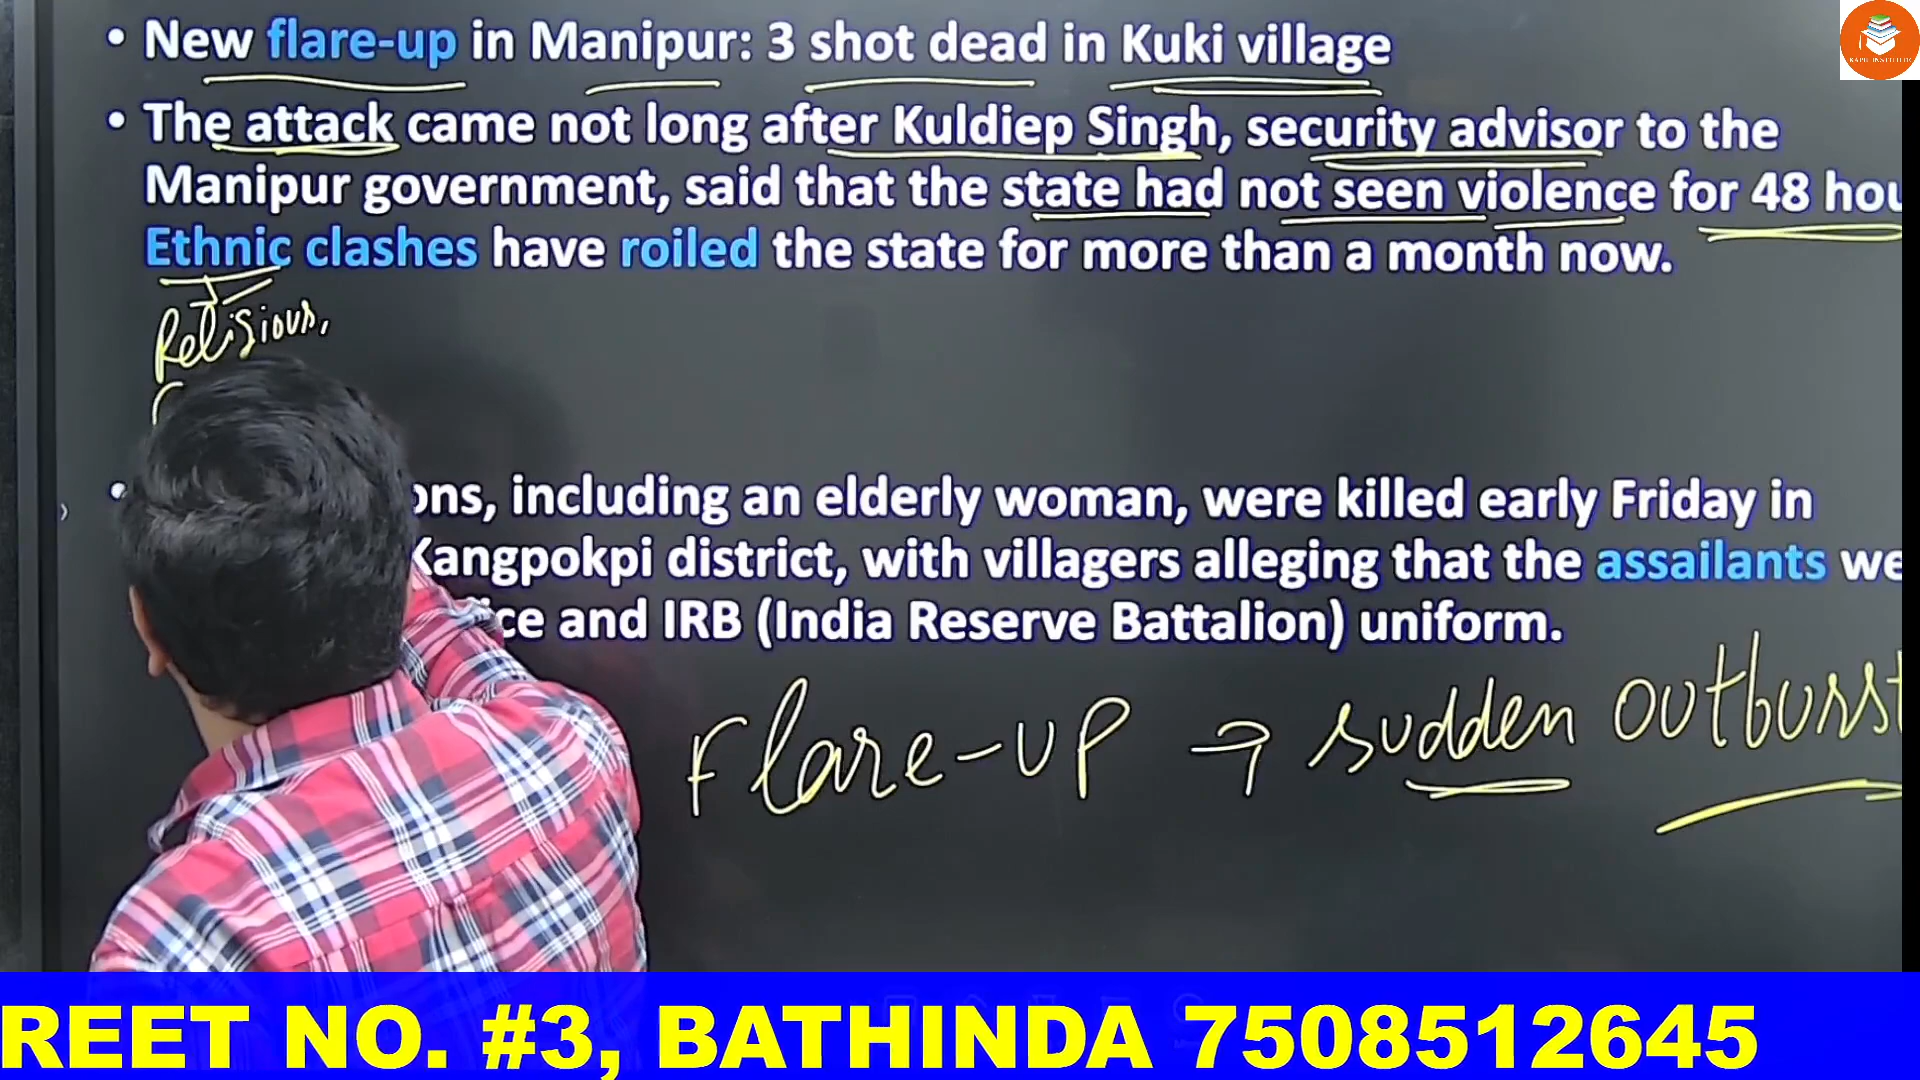 • New flare-up in Manipur: 3 shot dead in Kuki village
• The attack came not long after Kuldiep Singh, security advisor to the
Manipur government, said that the state had not seen violence for 48 hou
Ethnic clashes have roiled the state for more than a month now.
Religious,
ons, including an elderly woman, were killed early Friday in
Kangpokpi district, with villagers alleging that the assailants we
ice and IRB (India Reserve Battalion) uniform.
Flare-up → sudden outburst
REET NO. #3, BATHINDA 7508512645